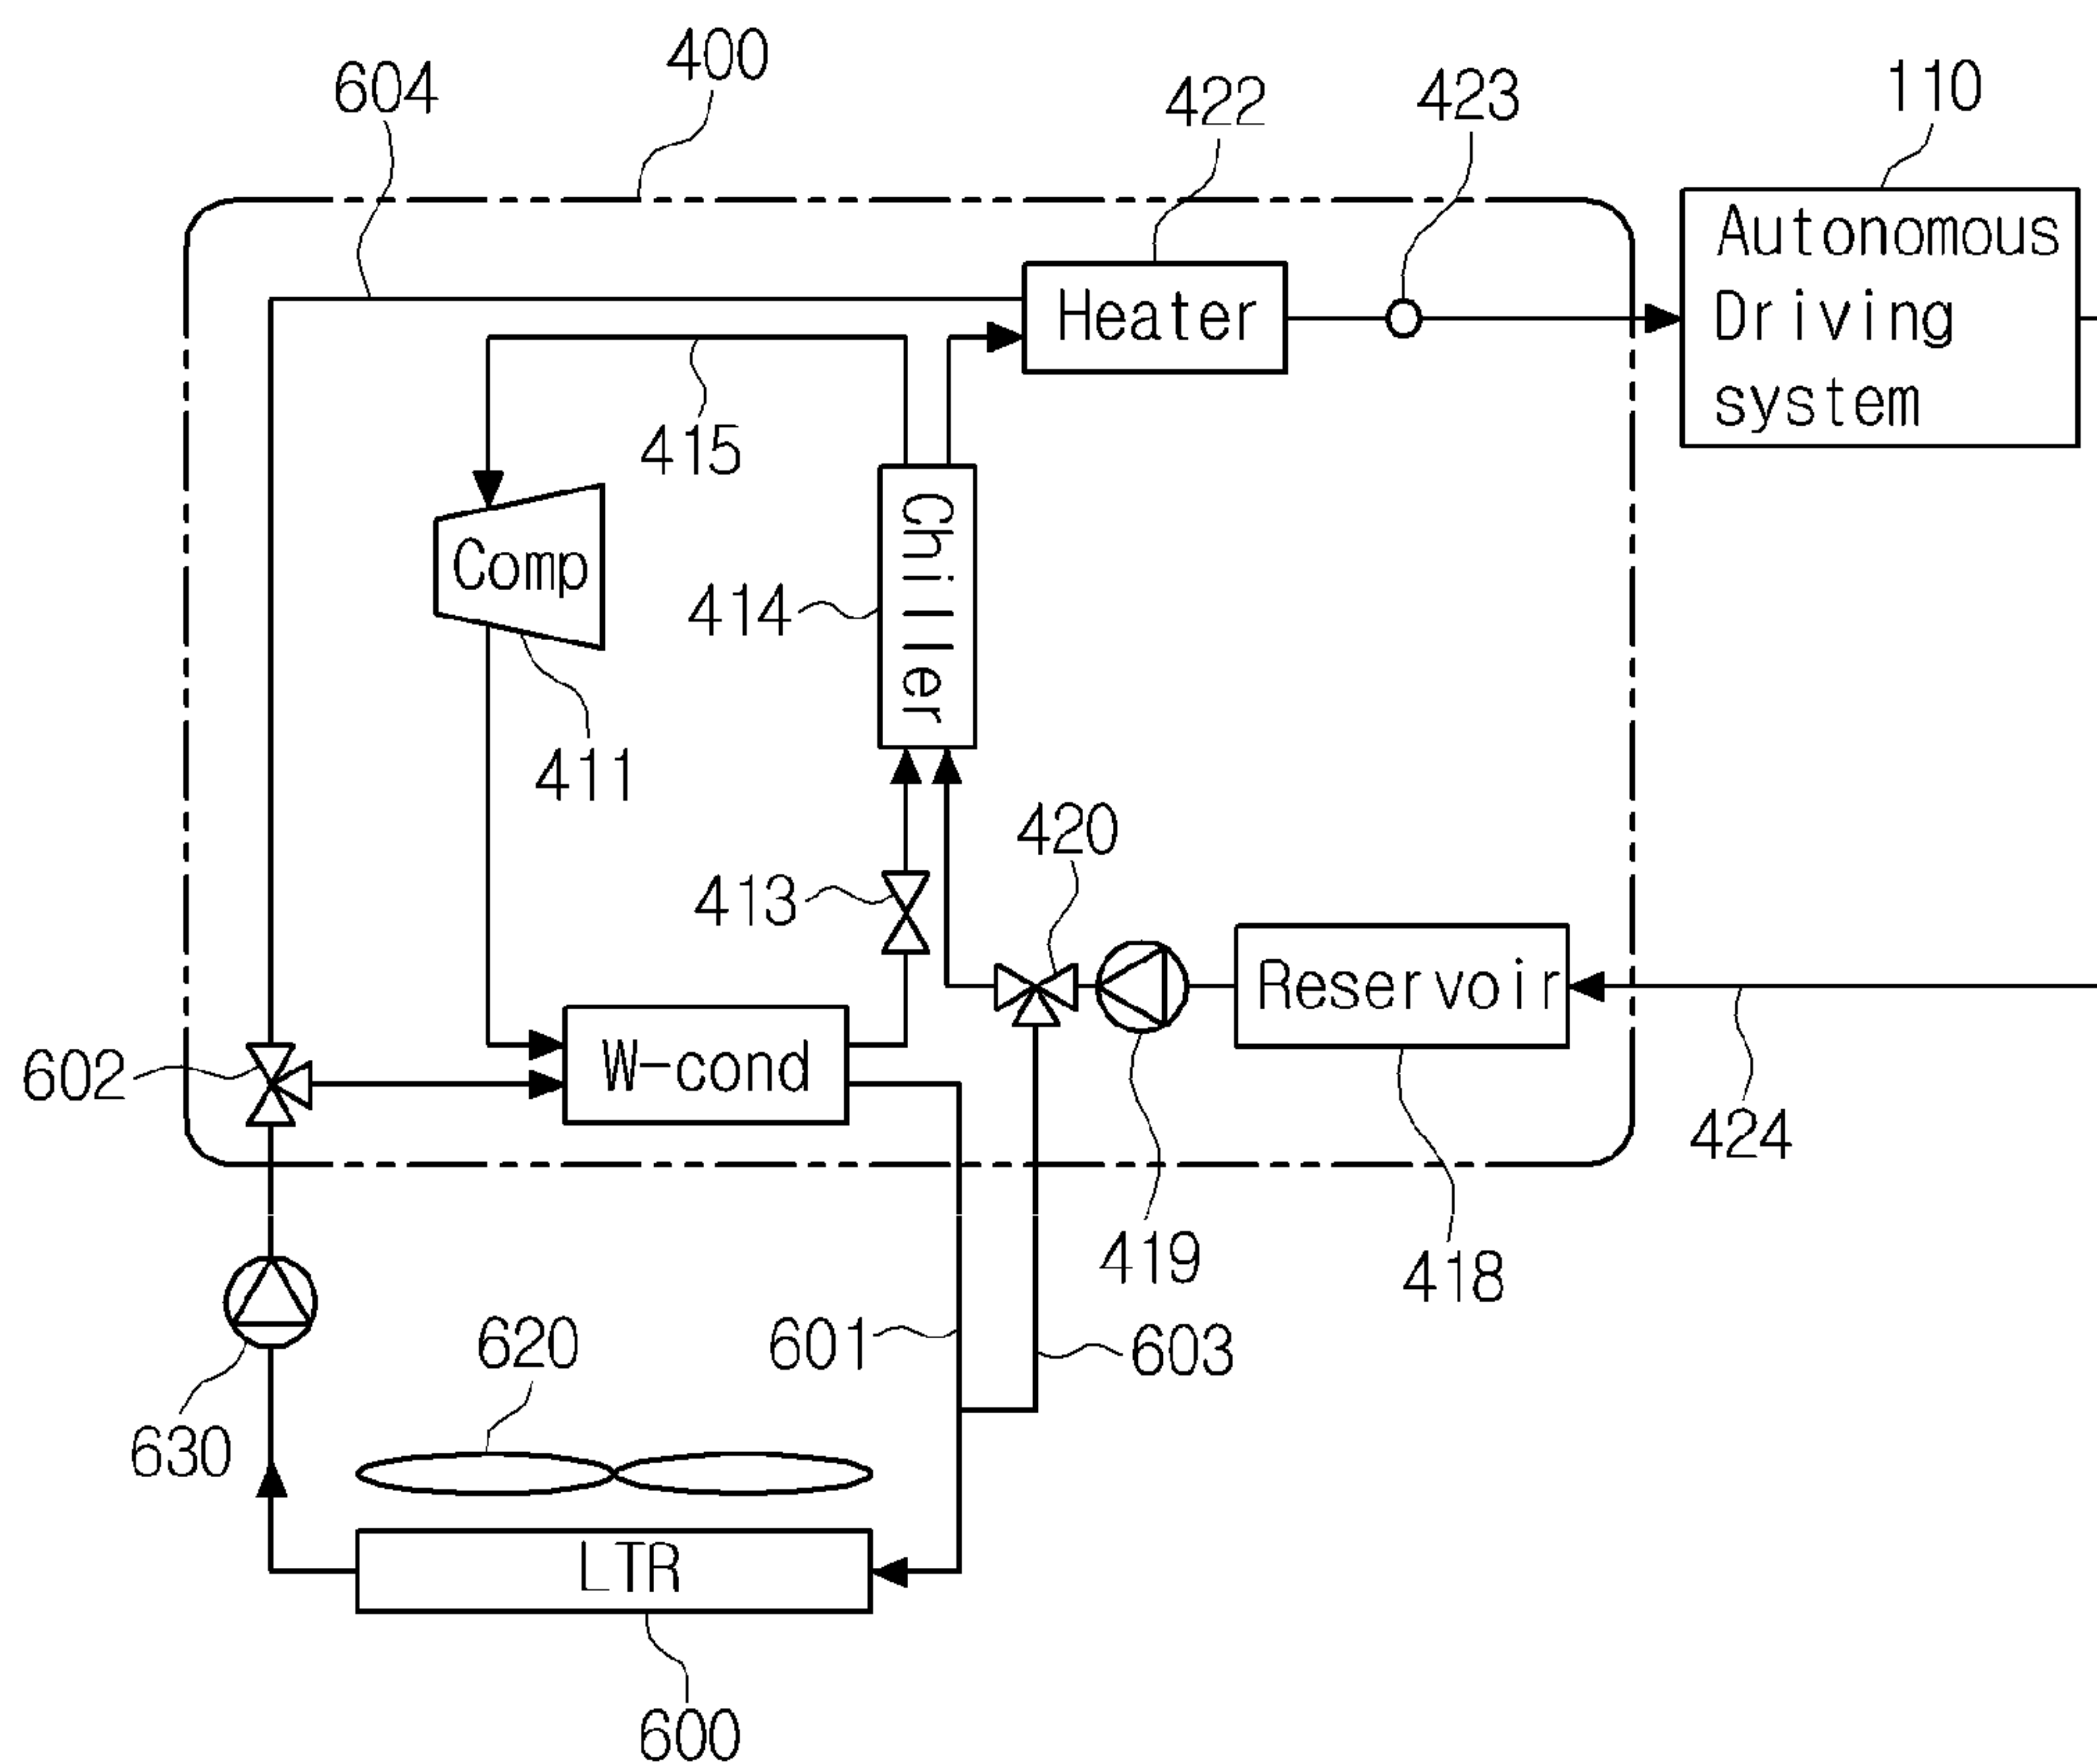 400
604
422
423
110
Autonomous
Driving
system
Heater
415
Chiller
Comp
414
411
420
413
Reservoir
W-cond
602
424
419
418
620
601
603
630
LTR
600